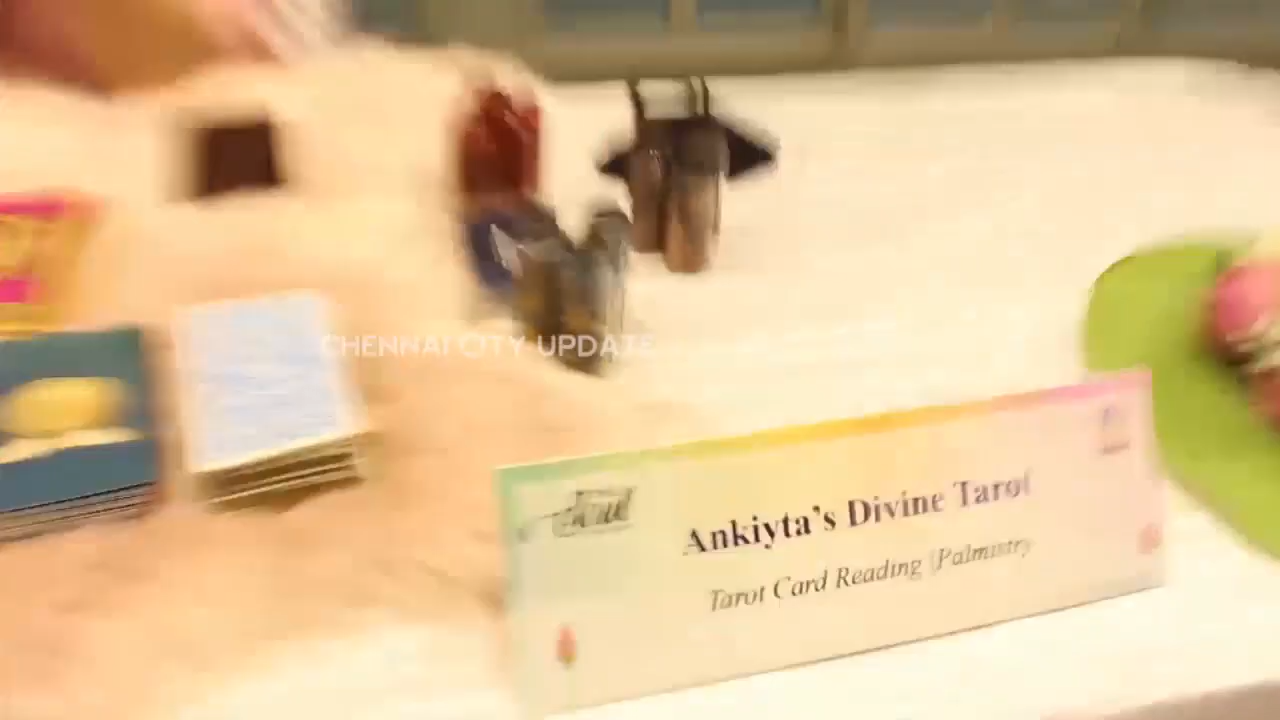 CHENNAI CITY UPDATE
Ankiyta's Divine Tarot
Tarot Card Reading |Palmistry